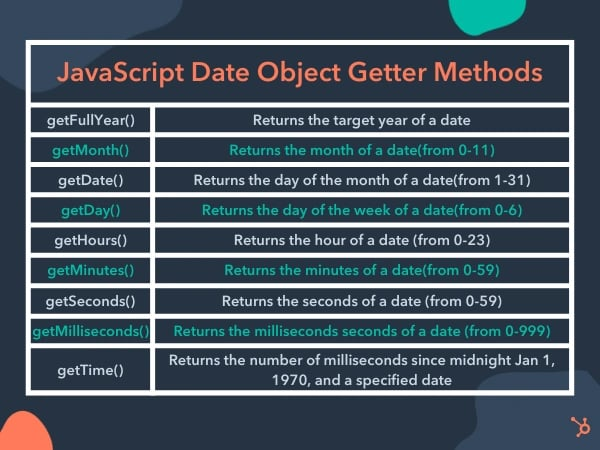 JavaScript Date Object Getter Methods
getFullYear() Returns the target year of a date
getMonth() Returns the month of a date(from 0-11)
getDate() Returns the day of the month of a date(from 1-31)
getDay() Returns the day of the week of a date(from 0-6)
getHours() Returns the hour of a date (from 0-23)
getMinutes() Returns the minutes of a date(from 0-59)
getSeconds() Returns the seconds of a date (from 0-59)
getMilliseconds() Returns the milliseconds seconds of a date (from 0-999)
getTime() Returns the number of milliseconds since midnight Jan 1,
1970, and a specified date